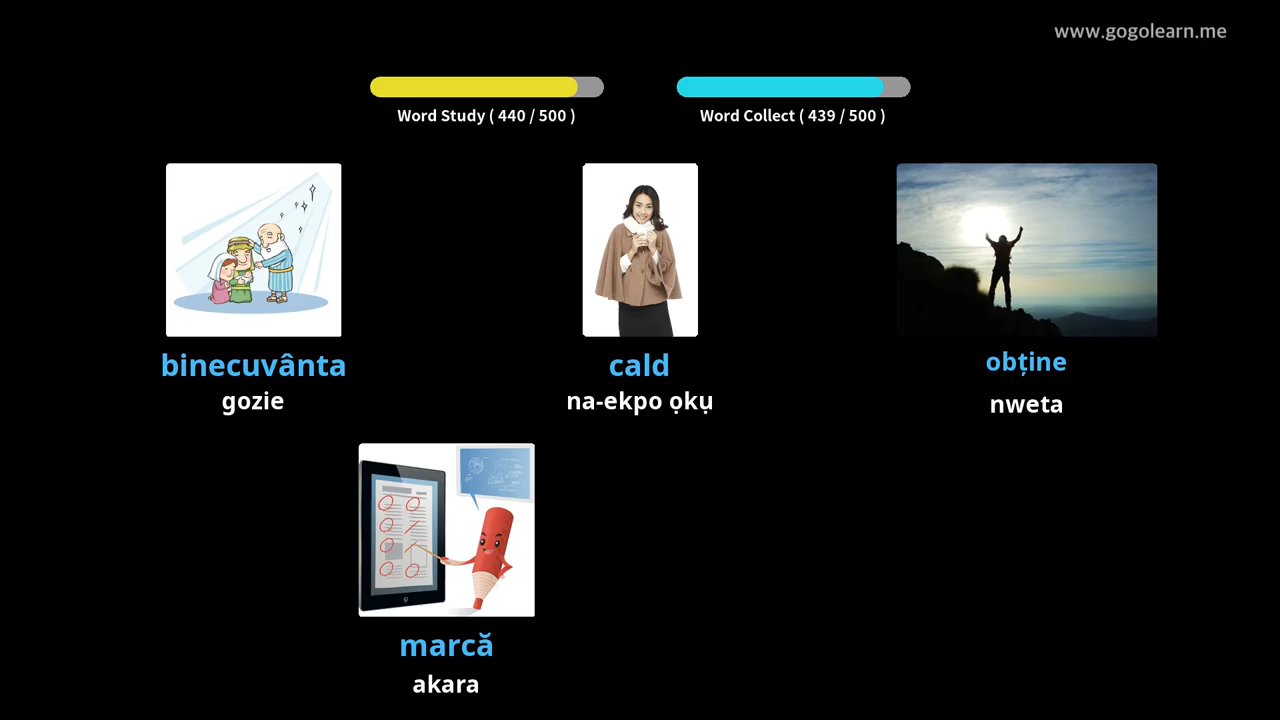 www.gogolearn.me
Word Study ( 440 / 500 )
Word Collect ( 439 / 500 )
binecuvânta
gozie
cald
na-ekpo ọkụ
obține
nweta
marcă
akara